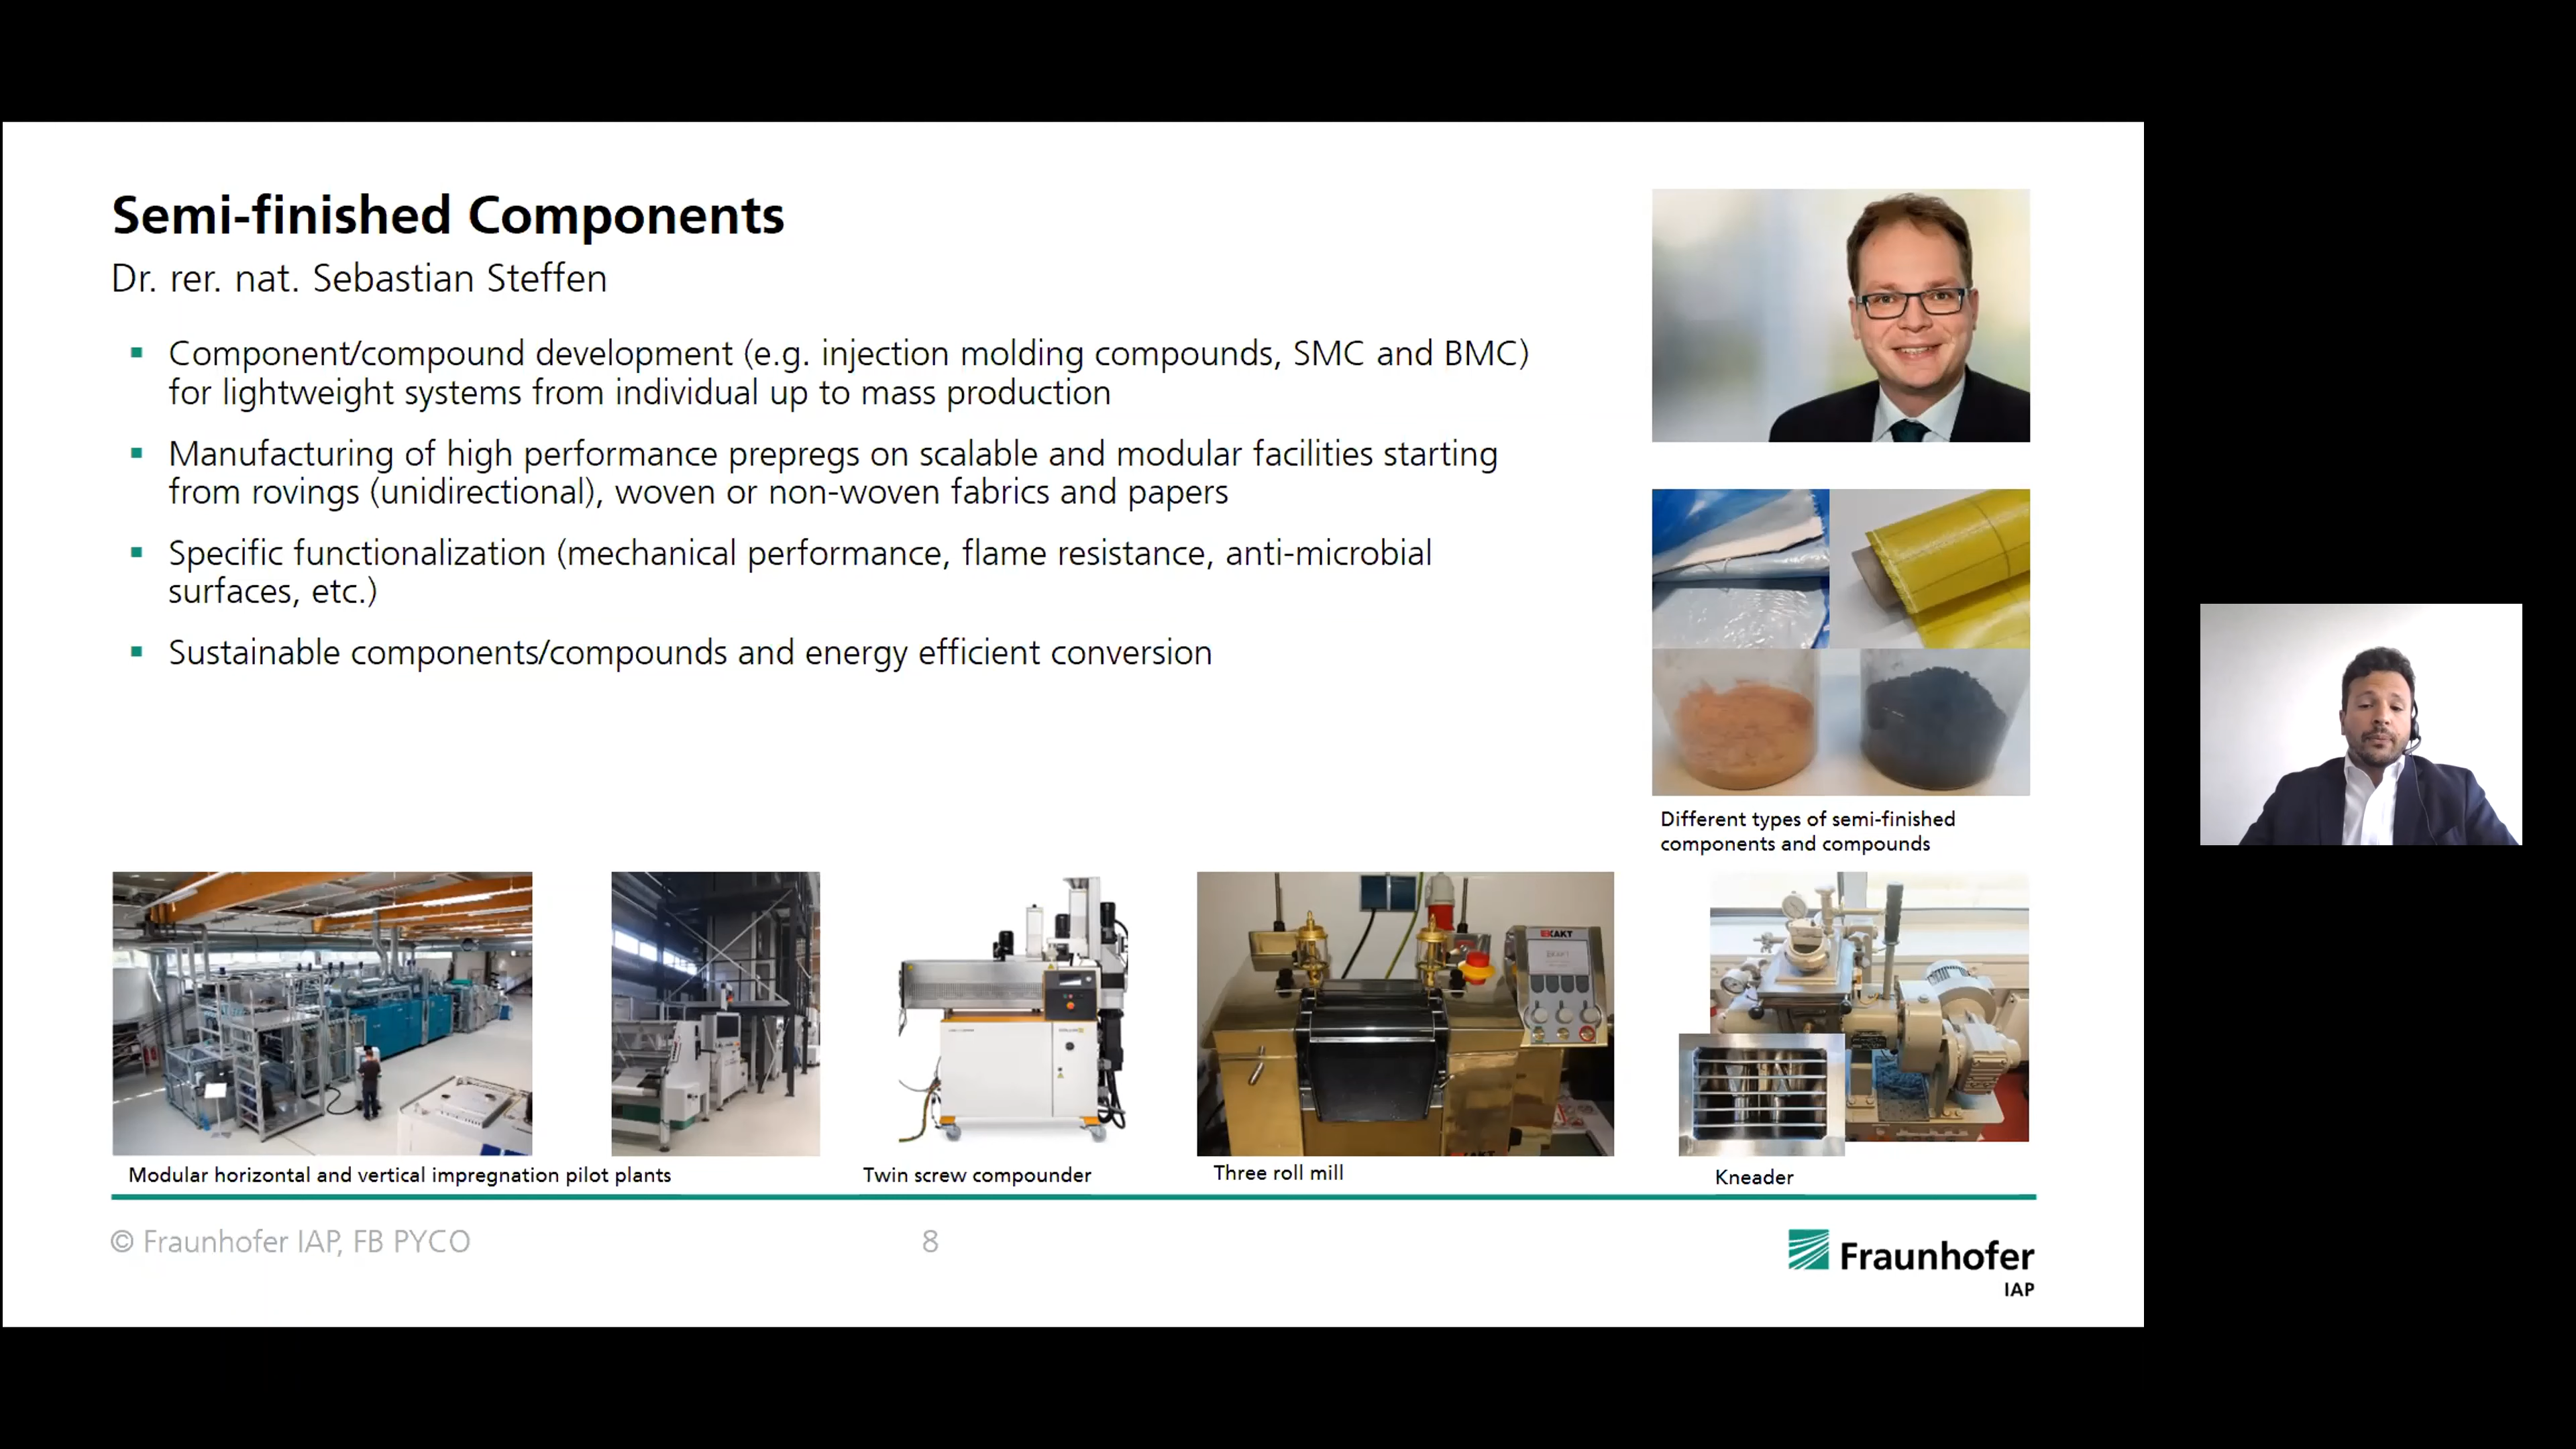 Semi-finished Components
Dr. rer. nat. Sebastian Steffen
Component/compound development (e.g. injection molding compounds, SMC and BMC)
for lightweight systems from individual up to mass production
Manufacturing of high performance prepregs on scalable and modular facilities starting
from rovings (unidirectional), woven or non-woven fabrics and papers
Specific functionalization (mechanical performance, flame resistance, anti-microbial
surfaces, etc.)
Sustainable components/compounds and energy efficient conversion
Different types of semi-finished
components and compounds
EXAKT
EXAKT
Modular horizontal and vertical impregnation pilot plants
Twin screw compounder
Three roll mill
Kneader
© Fraunhofer IAP, FB PYCO
8
Fraunhofer
IAP